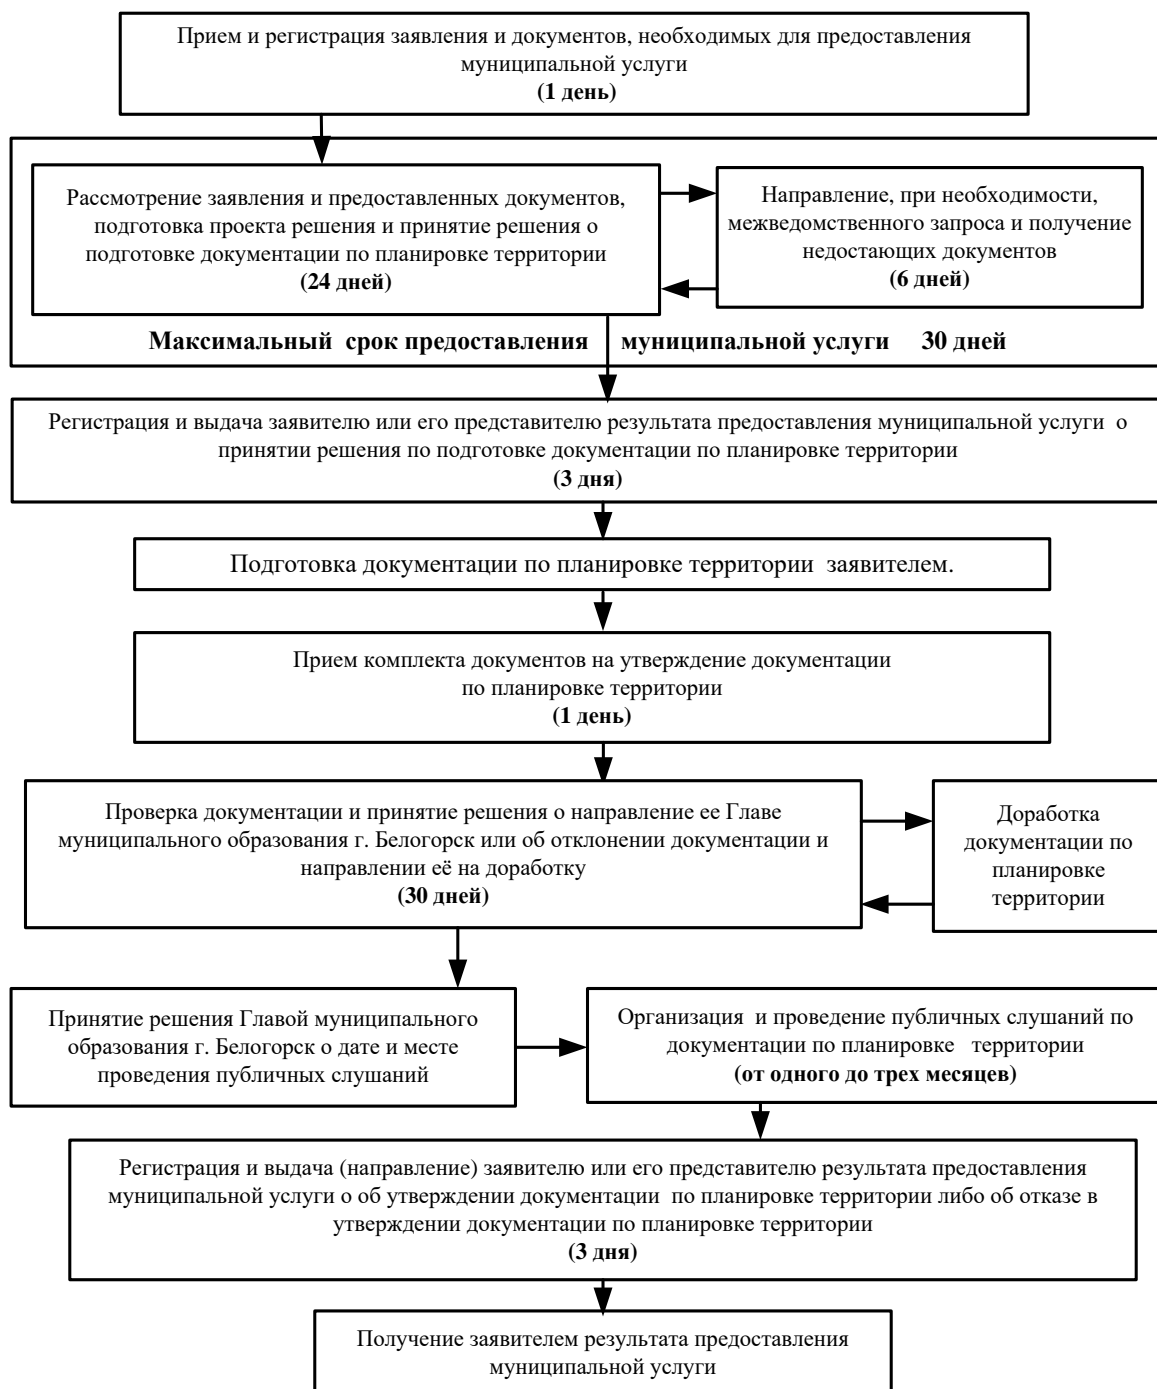 Прием и регистрация заявления и документов, необходимых для предоставления
муниципальной услуги
(1 день)
Рассмотрение заявления и предоставленных документов,
подготовка проекта решения и принятие решения о
подготовке документации по планировке территории
(24 дней)
Направление, при необходимости,
межведомственного запроса и получение
недостающих документов
(6 дней)
Максимальный срок предоставления муниципальной услуги 30 дней
Регистрация и выдача заявителю или его представителю результата предоставления муниципальной услуги о
принятии решения по подготовке документации по планировке территории
(3 дня)
Подготовка документации по планировке территории заявителем.
Прием комплекта документов на утверждение документации
по планировке территории
(1 день)
Проверка документации и принятие решения о направление ее Главе
муниципального образования г. Белогорск или об отклонении документации и
направлении её на доработку
(30 дней)
Доработка
документации по
планировке
территории
Принятие решения Главой муниципального
образования г. Белогорск о дате и месте
проведения публичных слушаний
Организация и проведение публичных слушаний по
документации по планировке территории
(от одного до трех месяцев)
Регистрация и выдача (направление) заявителю или его представителю результата предоставления
муниципальной услуги о об утверждении документации по планировке территории либо об отказе в
утверждении документации по планировке территории
(3 дня)
Получение заявителем результата предоставления
муниципальной услуги